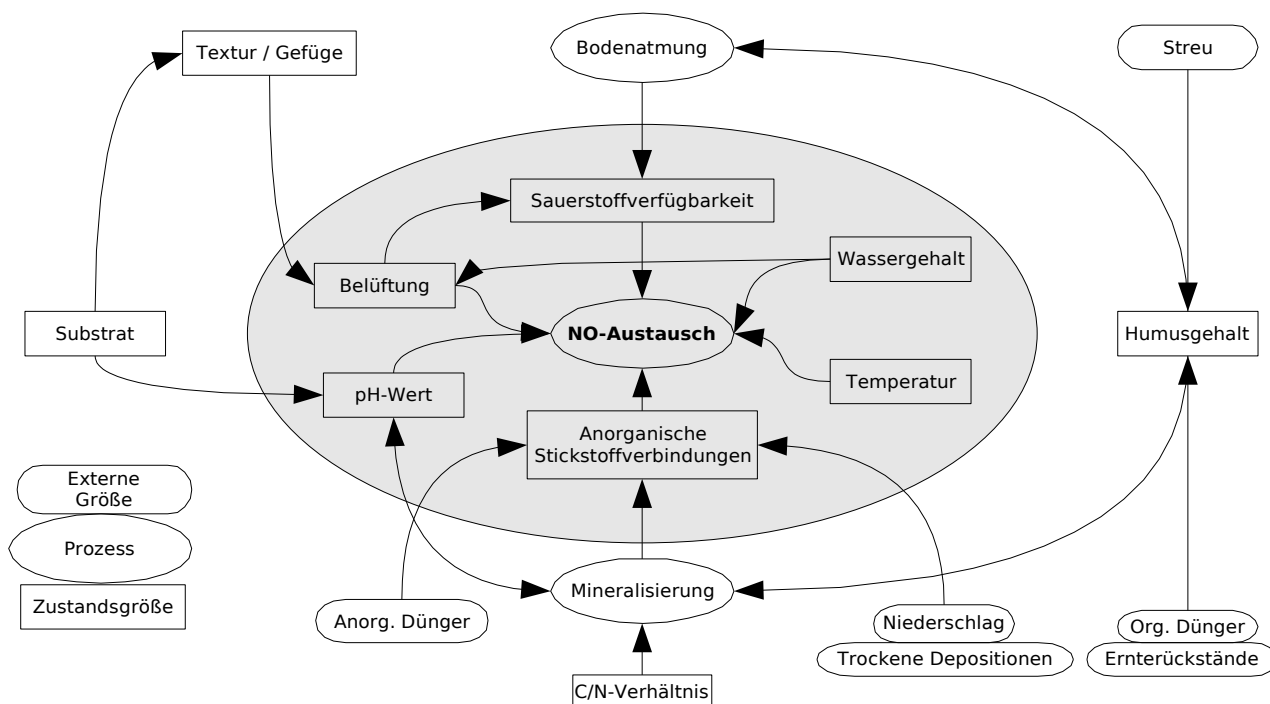 Textur / Gefüge
Bodenatmung
Streu
Sauerstoffverfügbarkeit
Wassergehalt
Belüftung
Substrat
NO-Austausch
Humusgehalt
Temperatur
pH-Wert
Anorganische
Stickstoffverbindungen
Externe
Größe
Prozess
Zustandsgröße
Mineralisierung
Anorg. Dünger
Niederschlag
Trockene Depositionen
Org. Dünger
Ernterückstände
C/N-Verhältnis